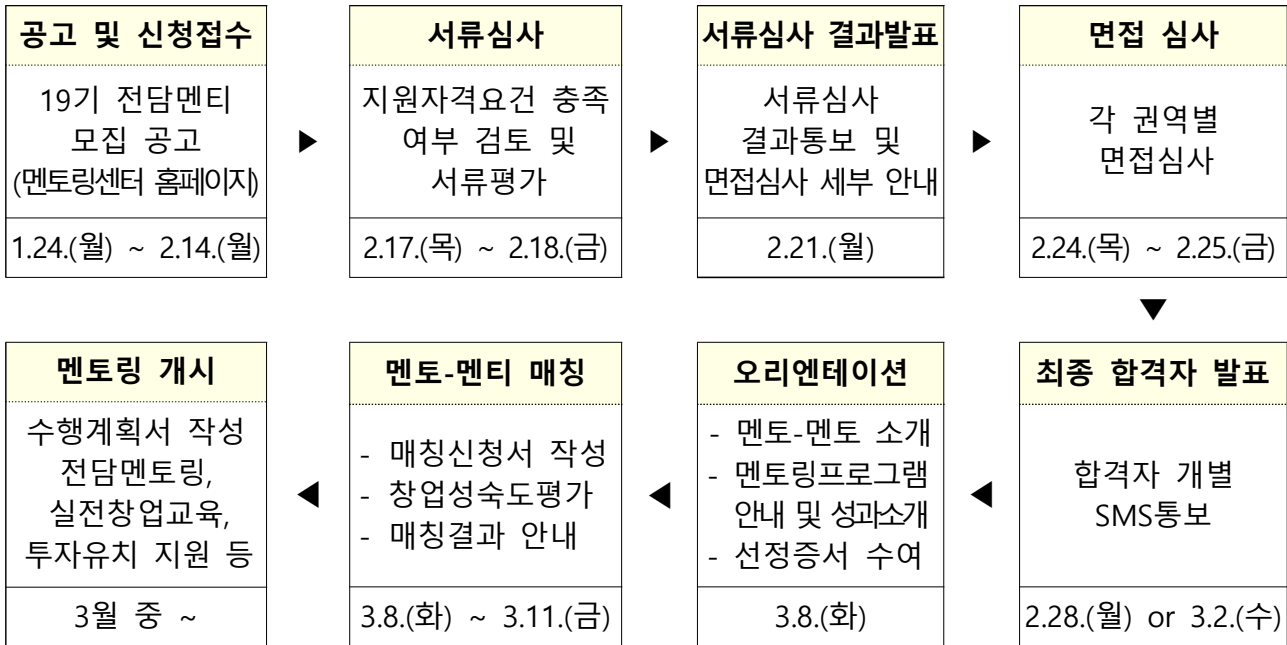 공고 및 신청접수
19기 전담멘티
모집 공고
(멘토링센터 홈페이지)
1.24.(월) ~ 2.14.(월)
▶
서류심사
지원자격요건 충족
여부 검토 및
서류평가
2.17.(목) ~ 2.18.(금)
▶
서류심사 결과발표
서류심사
결과통보 및
면접심사 세부 안내
2.21.(월)
▶
면접 심사
각 권역별
면접심사
2.24.(목) ~ 2.25.(금)
▼
최종 합격자 발표
합격자 개별
SMS통보
2.28.(월) or 3.2.(수)
◀
오리엔테이션
- 멘토-멘토 소개
- 멘토링프로그램
안내 및 성과소개
- 선정증서 수여
3.8.(화)
◀
멘토-멘티 매칭
- 매칭신청서 작성
- 창업성숙도평가
- 매칭결과 안내
3.8.(화) ~ 3.11.(금)
◀
멘토링 개시
수행계획서 작성
전담멘토링,
실전창업교육,
투자유치 지원 등
3월 중 ~